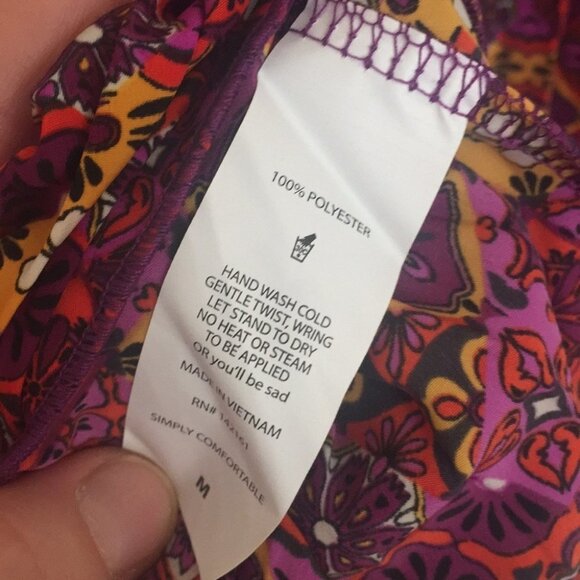 100% POLYESTER
HAND WASH COLD
GENTLE TWIST, WRING
LET STAND TO DRY
NO HEAT OR STEAM
TO BE APPLIED
or you'll be sad
MADE IN VIETNAM
RN#
SIMPLY COMFORTABLE
M